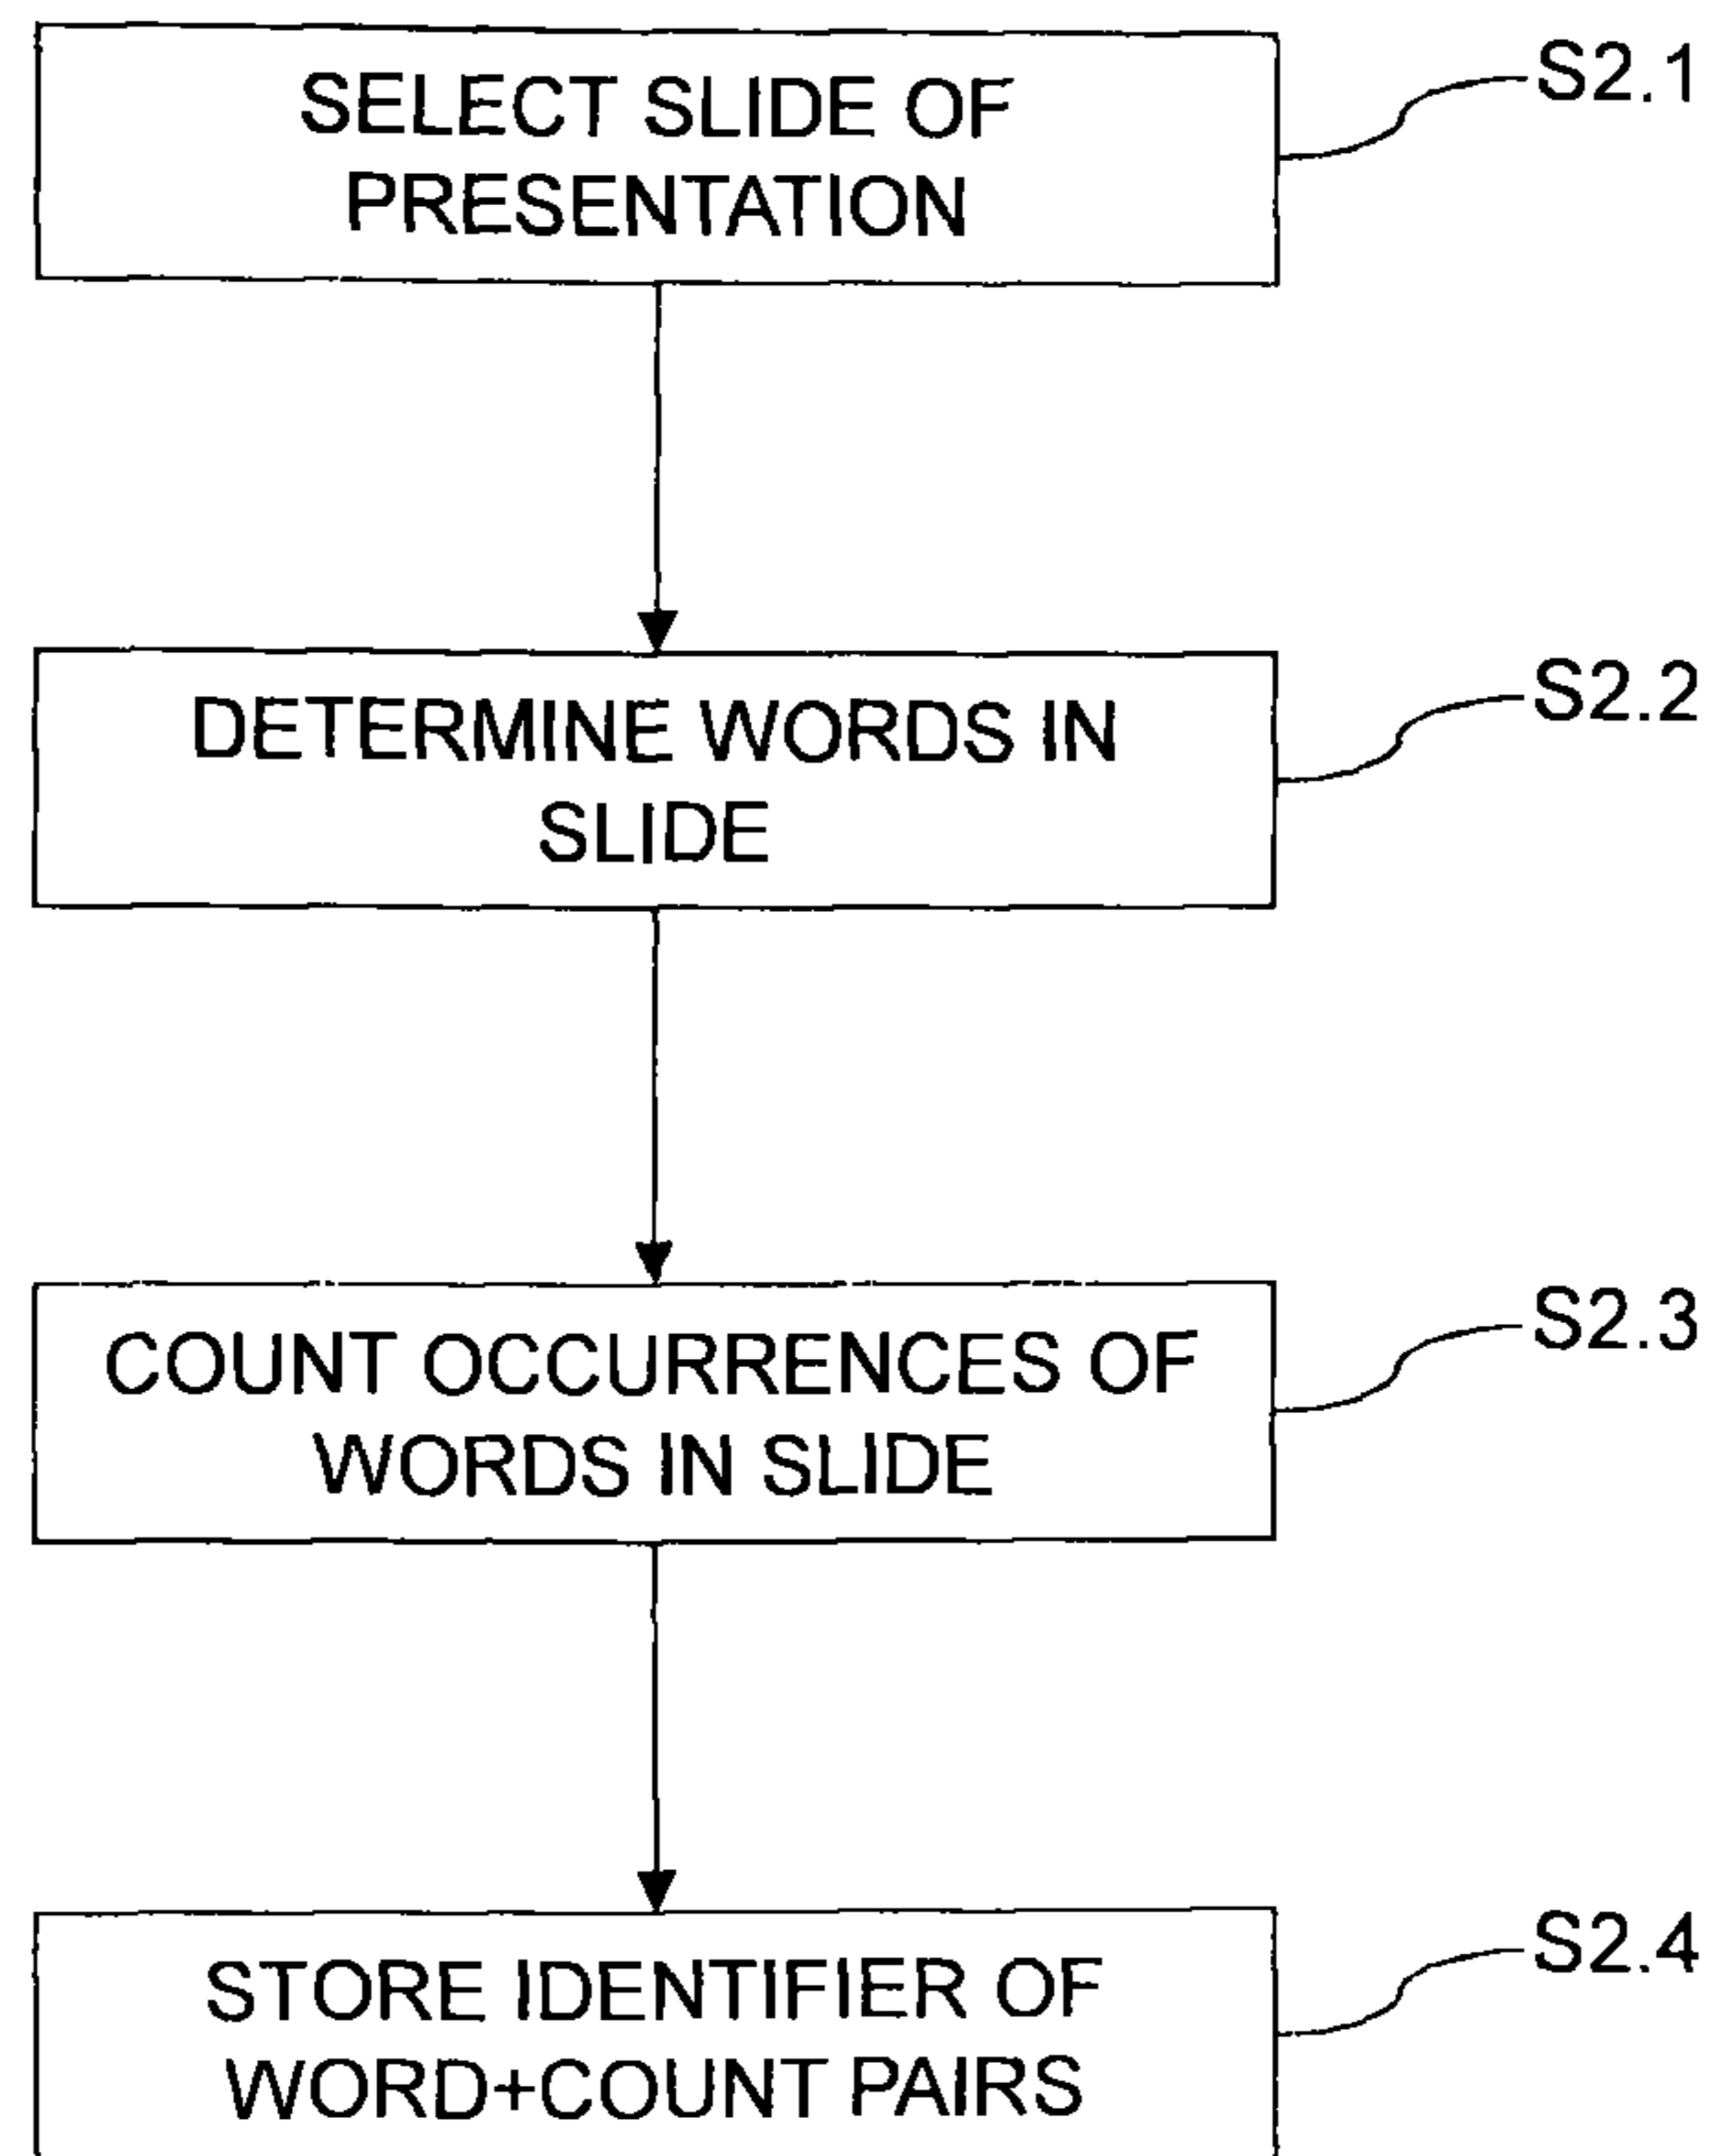 SELECT SLIDE OF
PRESENTATION
S2.1
DETERMINE WORDS IN
SLIDE
S2.2
COUNT OCCURRENCES OF
WORDS IN SLIDE
S2.3
STORE IDENTIFIER OF
WORD+COUNT PAIRS
S2.4